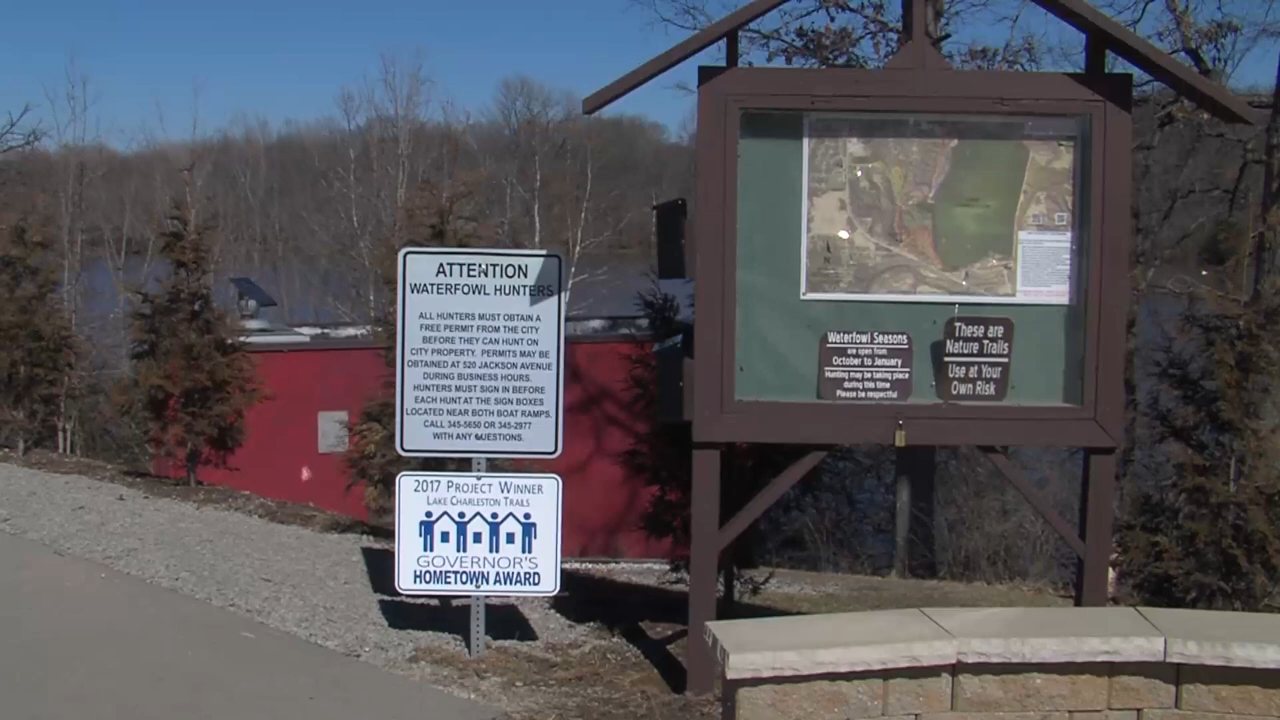 ATTENTION
WATERFOWL HUNTERS
ALL HUNTERS MUST OBTAIN A
FREE PERMIT FROM THE CITY
BEFORE THEY CAN HUNT ON
CITY PROPERTY. PERMITS MAY BE
OBTAINED AT 520 JACKSON AVENUE
DURING BUSINESS HOURS.
HUNTERS MUST SIGN IN BEFORE
EACH HUNT AT THE SIGN BOXES
LOCATED NEAR BOTH BOAT RAMPS.
CALL 345-5650 OR 345-2977
WITH ANY QUESTIONS.
2017 PROJECT WINNER
LAKE CHARLESTON TRAILS
GOVERNOR'S
HOMETOWN AWARD
Waterfowl Seasons
are open from
October to January
Hunting may be taking place
during this time
Please be respectful
These are
Nature Trails
Use at Your
Own Risk